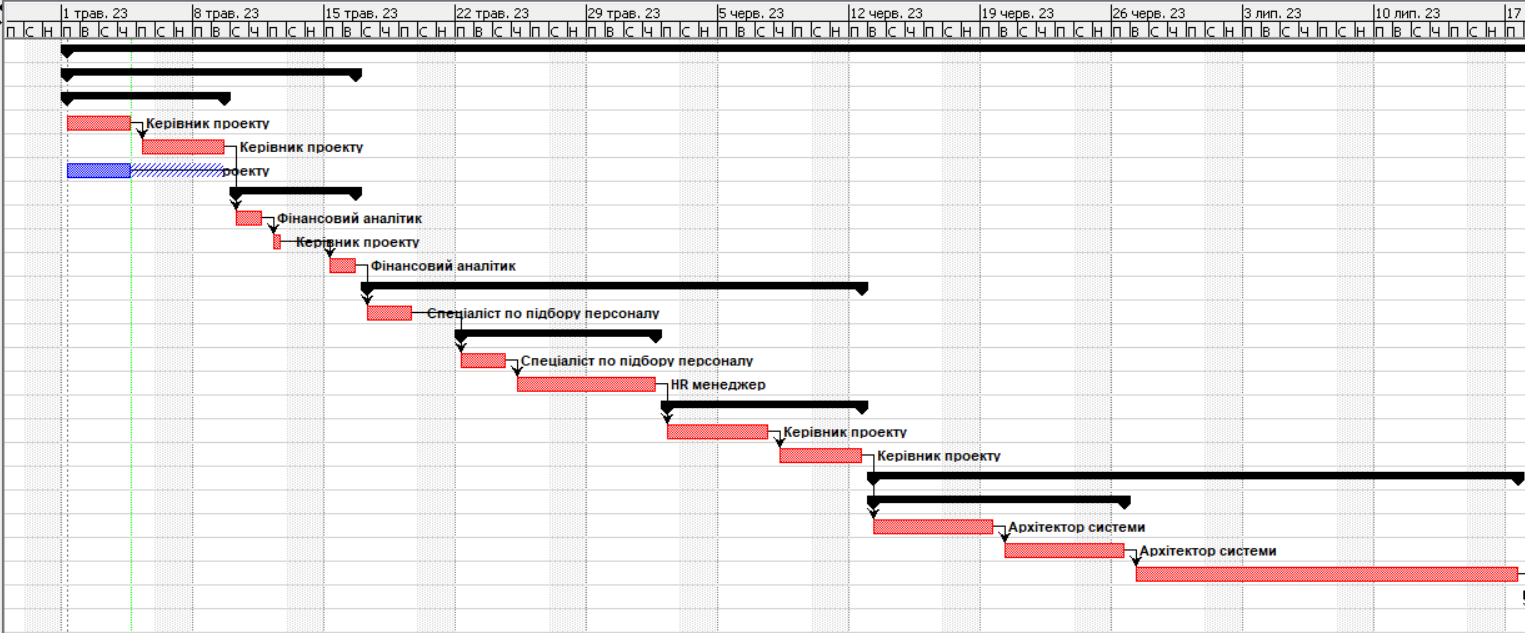 1 трав. 23 8 трав. 23 15 трав. 23 22 трав. 23 29 трав. 23 5 черв. 23 12 черв. 23 19 черв. 23 26 черв. 23 3 лип. 23 10 лип. 23 17
П С Н П В С Ч П С Н П В С Ч П С Н П В С Ч П С Н П В С Ч П С Н П В С Ч П С Н П В С Ч П С Н П В С Ч П С Н П В С Ч П С Н П В С Ч П С Н П В С Ч П С Н П В С Ч П С Н П
Керівник проекту
Керівник проекту
роекту
Фінансовий аналітик
Керівник проекту
Фінансовий аналітик
Спеціаліст по підбору персоналу
Спеціаліст по підбору персоналу
HR менеджер
Керівник проекту
Керівник проекту
Архітектор системи
Архітектор системи